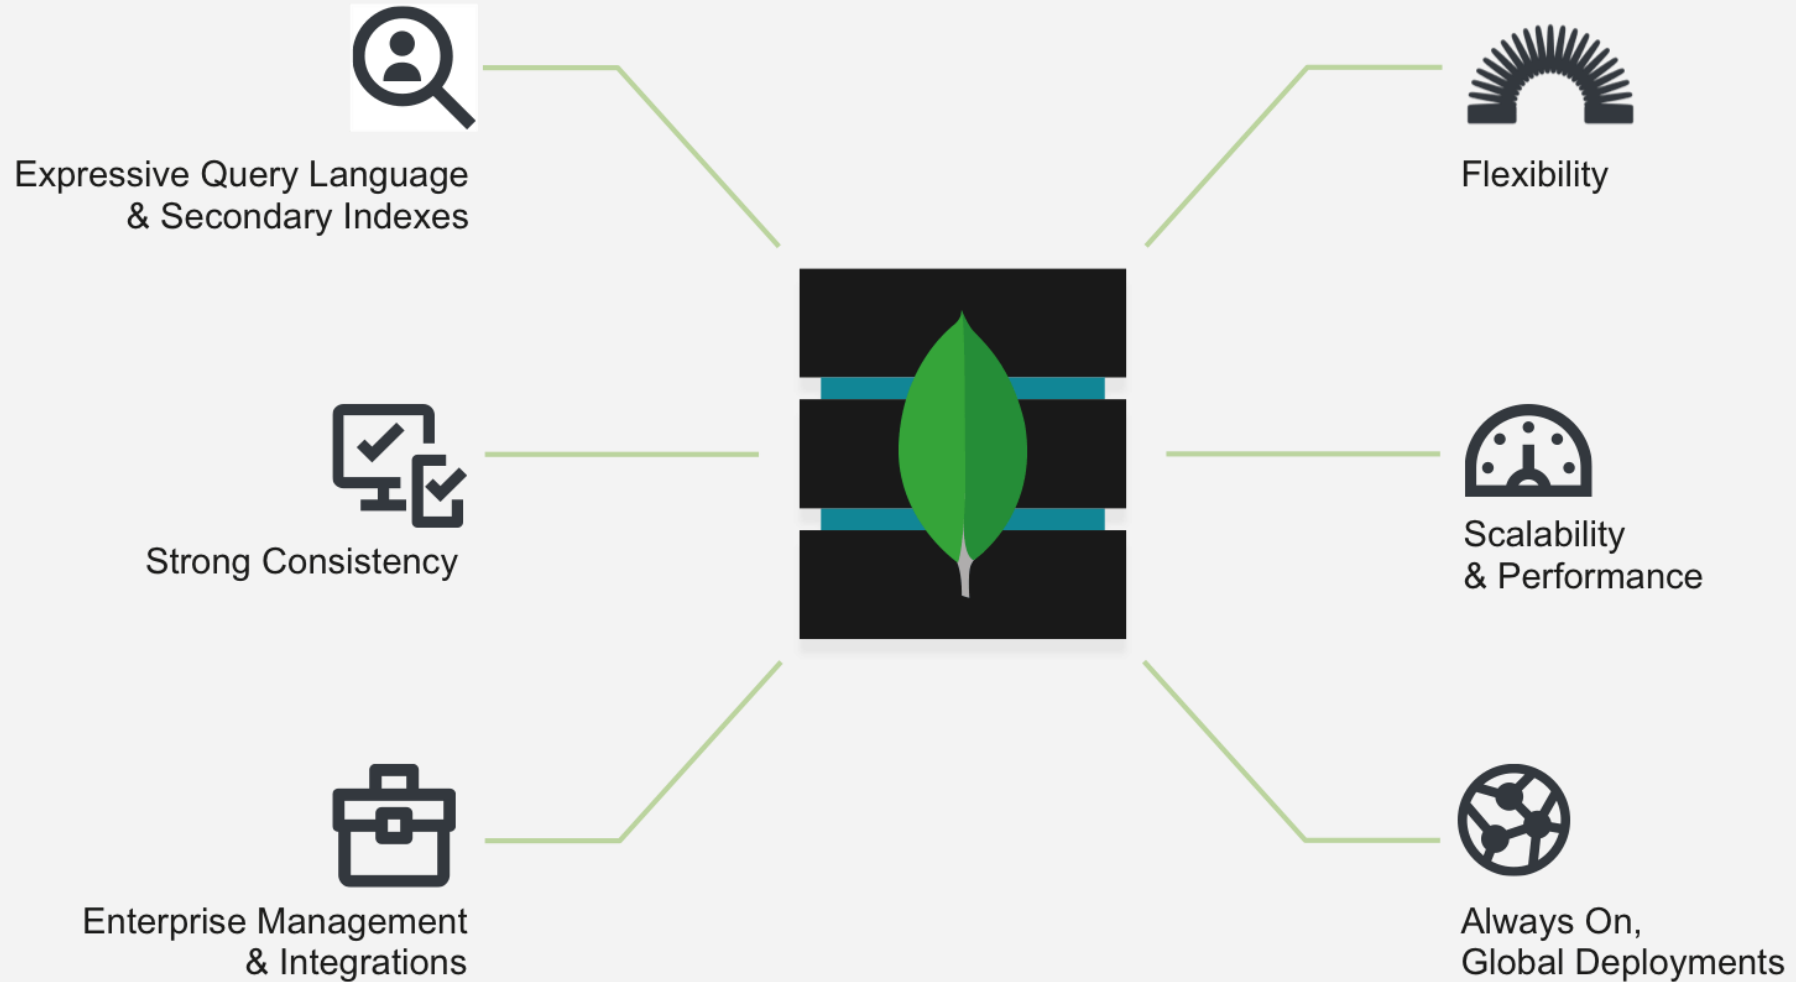 Expressive Query Language
& Secondary Indexes
Flexibility
Strong Consistency
Scalability
& Performance
Enterprise Management
& Integrations
Always On,
Global Deployments